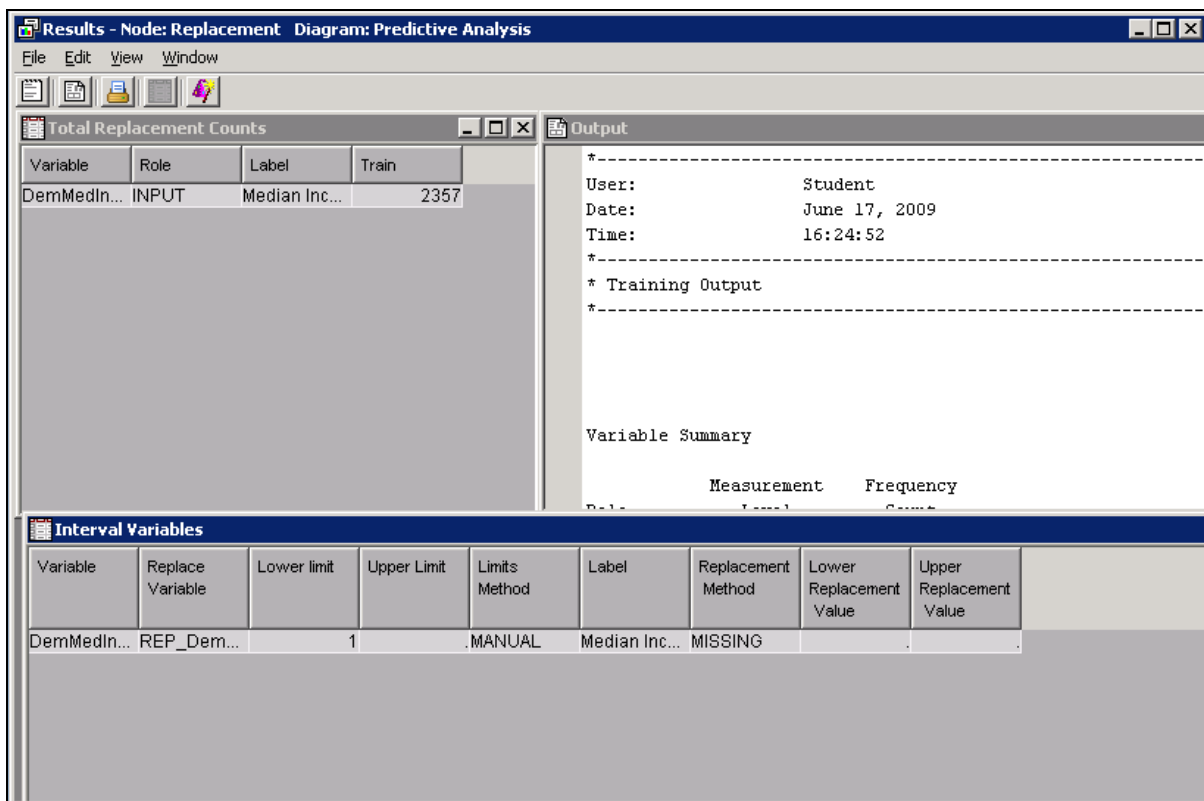 Results - Node: Replacement Diagram: Predictive Analysis
File Edit View Window
Total Replacement Counts
Variable Role Label Train
DemMedIn... INPUT Median Inc... 2357
Output
*------------------------------------------------------------
User: Student
Date: June 17, 2009
Time: 16:24:52
*------------------------------------------------------------
* Training Output
*------------------------------------------------------------
Variable Summary
Measurement Frequency
Interval Variables
Variable Replace Variable Lower limit Upper Limit Limits Method Label Replacement Method Lower Replacement Value Upper Replacement Value
DemMedIn... REP_Dem... 1 . MANUAL Median Inc... MISSING . .